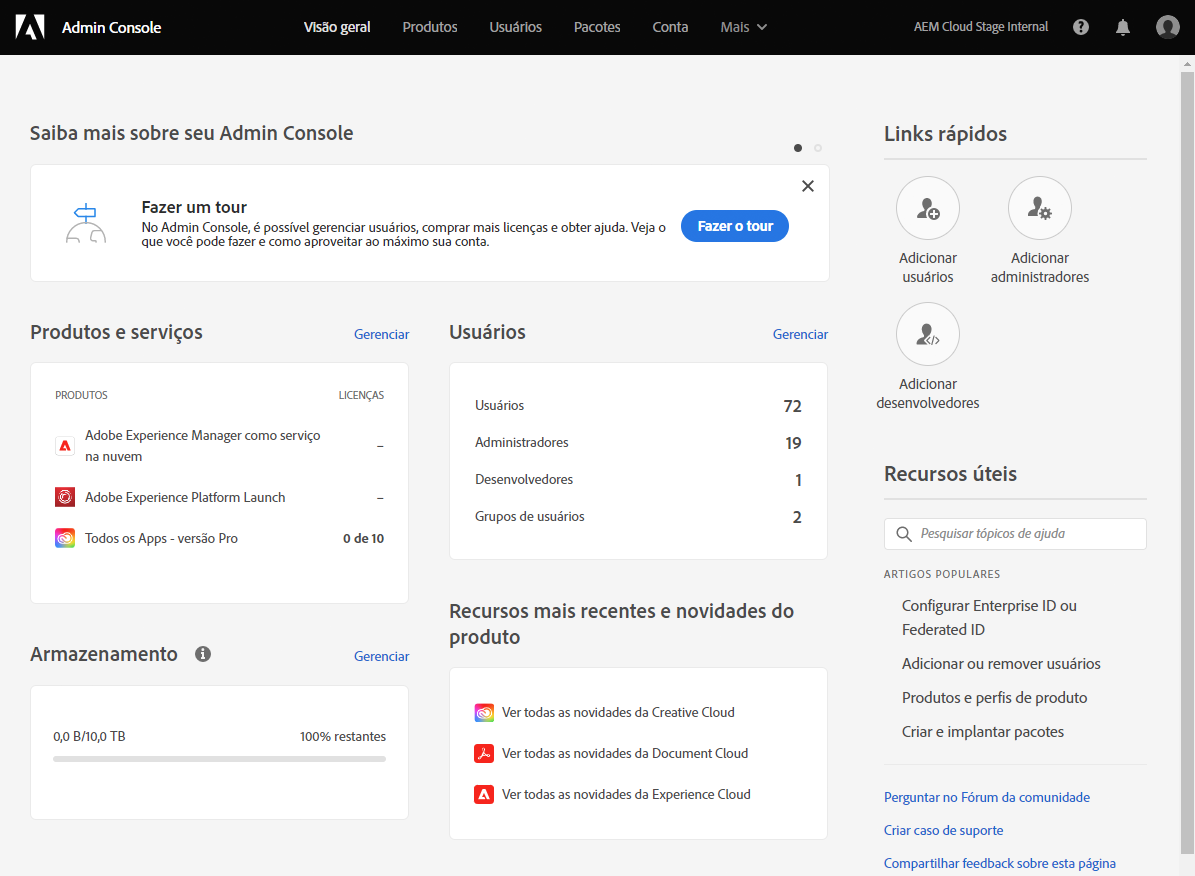 Admin Console
Visão geral
Produtos
Usuários
Pacotes
Conta
Mais
AEM Cloud Stage Internal
Saiba mais sobre seu Admin Console
Fazer um tour
No Admin Console, é possível gerenciar usuários, comprar mais licenças e obter ajuda. Veja o
que você pode fazer e como aproveitar ao máximo sua conta.
Fazer o tour
Produtos e serviços
Gerenciar
PRODUTOS
LICENÇAS
Adobe Experience Manager como serviço
na nuvem
–
Adobe Experience Platform Launch
–
Todos os Apps - versão Pro
0 de 10
Armazenamento
Gerenciar
0,0 B/10,0 TB
100% restantes
Usuários
Gerenciar
Usuários
72
Administradores
19
Desenvolvedores
1
Grupos de usuários
2
Recursos mais recentes e novidades do
produto
Ver todas as novidades da Creative Cloud
Ver todas as novidades da Document Cloud
Ver todas as novidades da Experience Cloud
Links rápidos
Adicionar
usuários
Adicionar
administradores
Adicionar
desenvolvedores
Recursos úteis
Pesquisar tópicos de ajuda
ARTIGOS POPULARES
Configurar Enterprise ID ou
Federated ID
Adicionar ou remover usuários
Produtos e perfis de produto
Criar e implantar pacotes
Perguntar no Fórum da comunidade
Criar caso de suporte
Compartilhar feedback sobre esta página